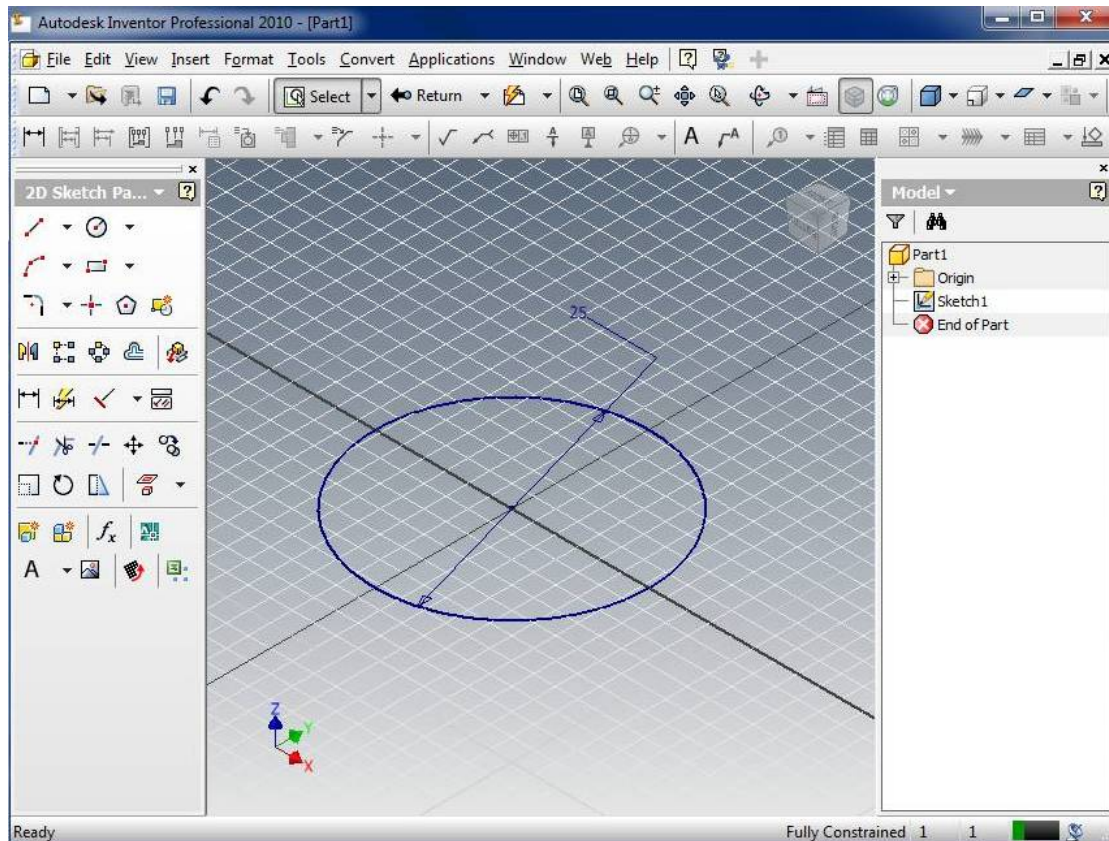 Autodesk Inventor Professional 2010 - [Part1]
File Edit View Insert Format Tools Convert Applications Window Web Help
Select Return
A A
2D Sketch Pa...
Model
Part1
Origin
Sketch1
End of Part
25
fx
A
Z
Y
X
Ready
Fully Constrained 1 1